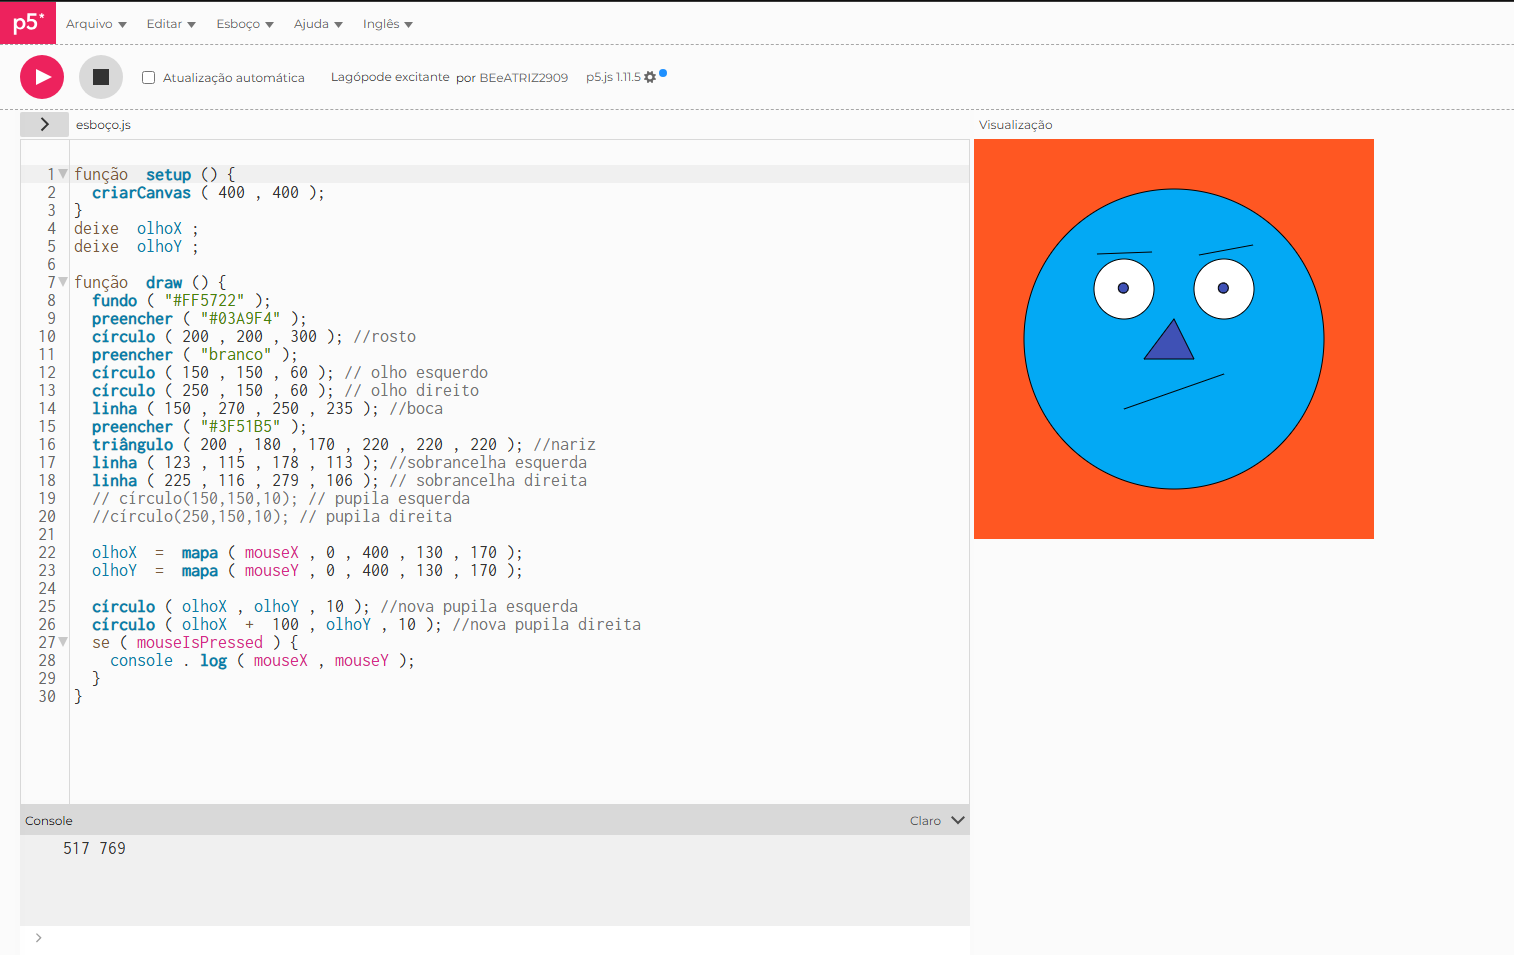 p5* Arquivo Editar Esboço Ajuda Inglês
Atualização automática Lagópode excitante por BEeATRIZ2909 p5.js 1.11.5
esboço.js
Visualização
1 função setup () {
2 criarCanvas ( 400 , 400 );
3 }
4 deixe olhoX ;
5 deixe olhoY ;
6
7 função draw () {
8 fundo ( "#FF5722" );
9 preencher ( "#03A9F4" );
10 círculo ( 200 , 200 , 300 ); //rosto
11 preencher ( "branco" );
12 círculo ( 150 , 150 , 60 ); // olho esquerdo
13 círculo ( 250 , 150 , 60 ); // olho direito
14 linha ( 150 , 270 , 250 , 235 ); //boca
15 preencher ( "#3F51B5" );
16 triângulo ( 200 , 180 , 170 , 220 , 220 , 220 ); //nariz
17 linha ( 123 , 115 , 178 , 113 ); //sobrancelha esquerda
18 linha ( 225 , 116 , 279 , 106 ); // sobrancelha direita
19 // círculo(150,150,10); // pupila esquerda
20 //círculo(250,150,10); // pupila direita
21
22 olhoX = mapa ( mouseX , 0 , 400 , 130 , 170 );
23 olhoY = mapa ( mouseY , 0 , 400 , 130 , 170 );
24
25 círculo ( olhoX , olhoY , 10 ); //nova pupila esquerda
26 círculo ( olhoX + 100 , olhoY , 10 ); //nova pupila direita
27 se ( mouseIsPressed ) {
28 console . log ( mouseX , mouseY );
29 }
30 }
Console Claro
517 769
>